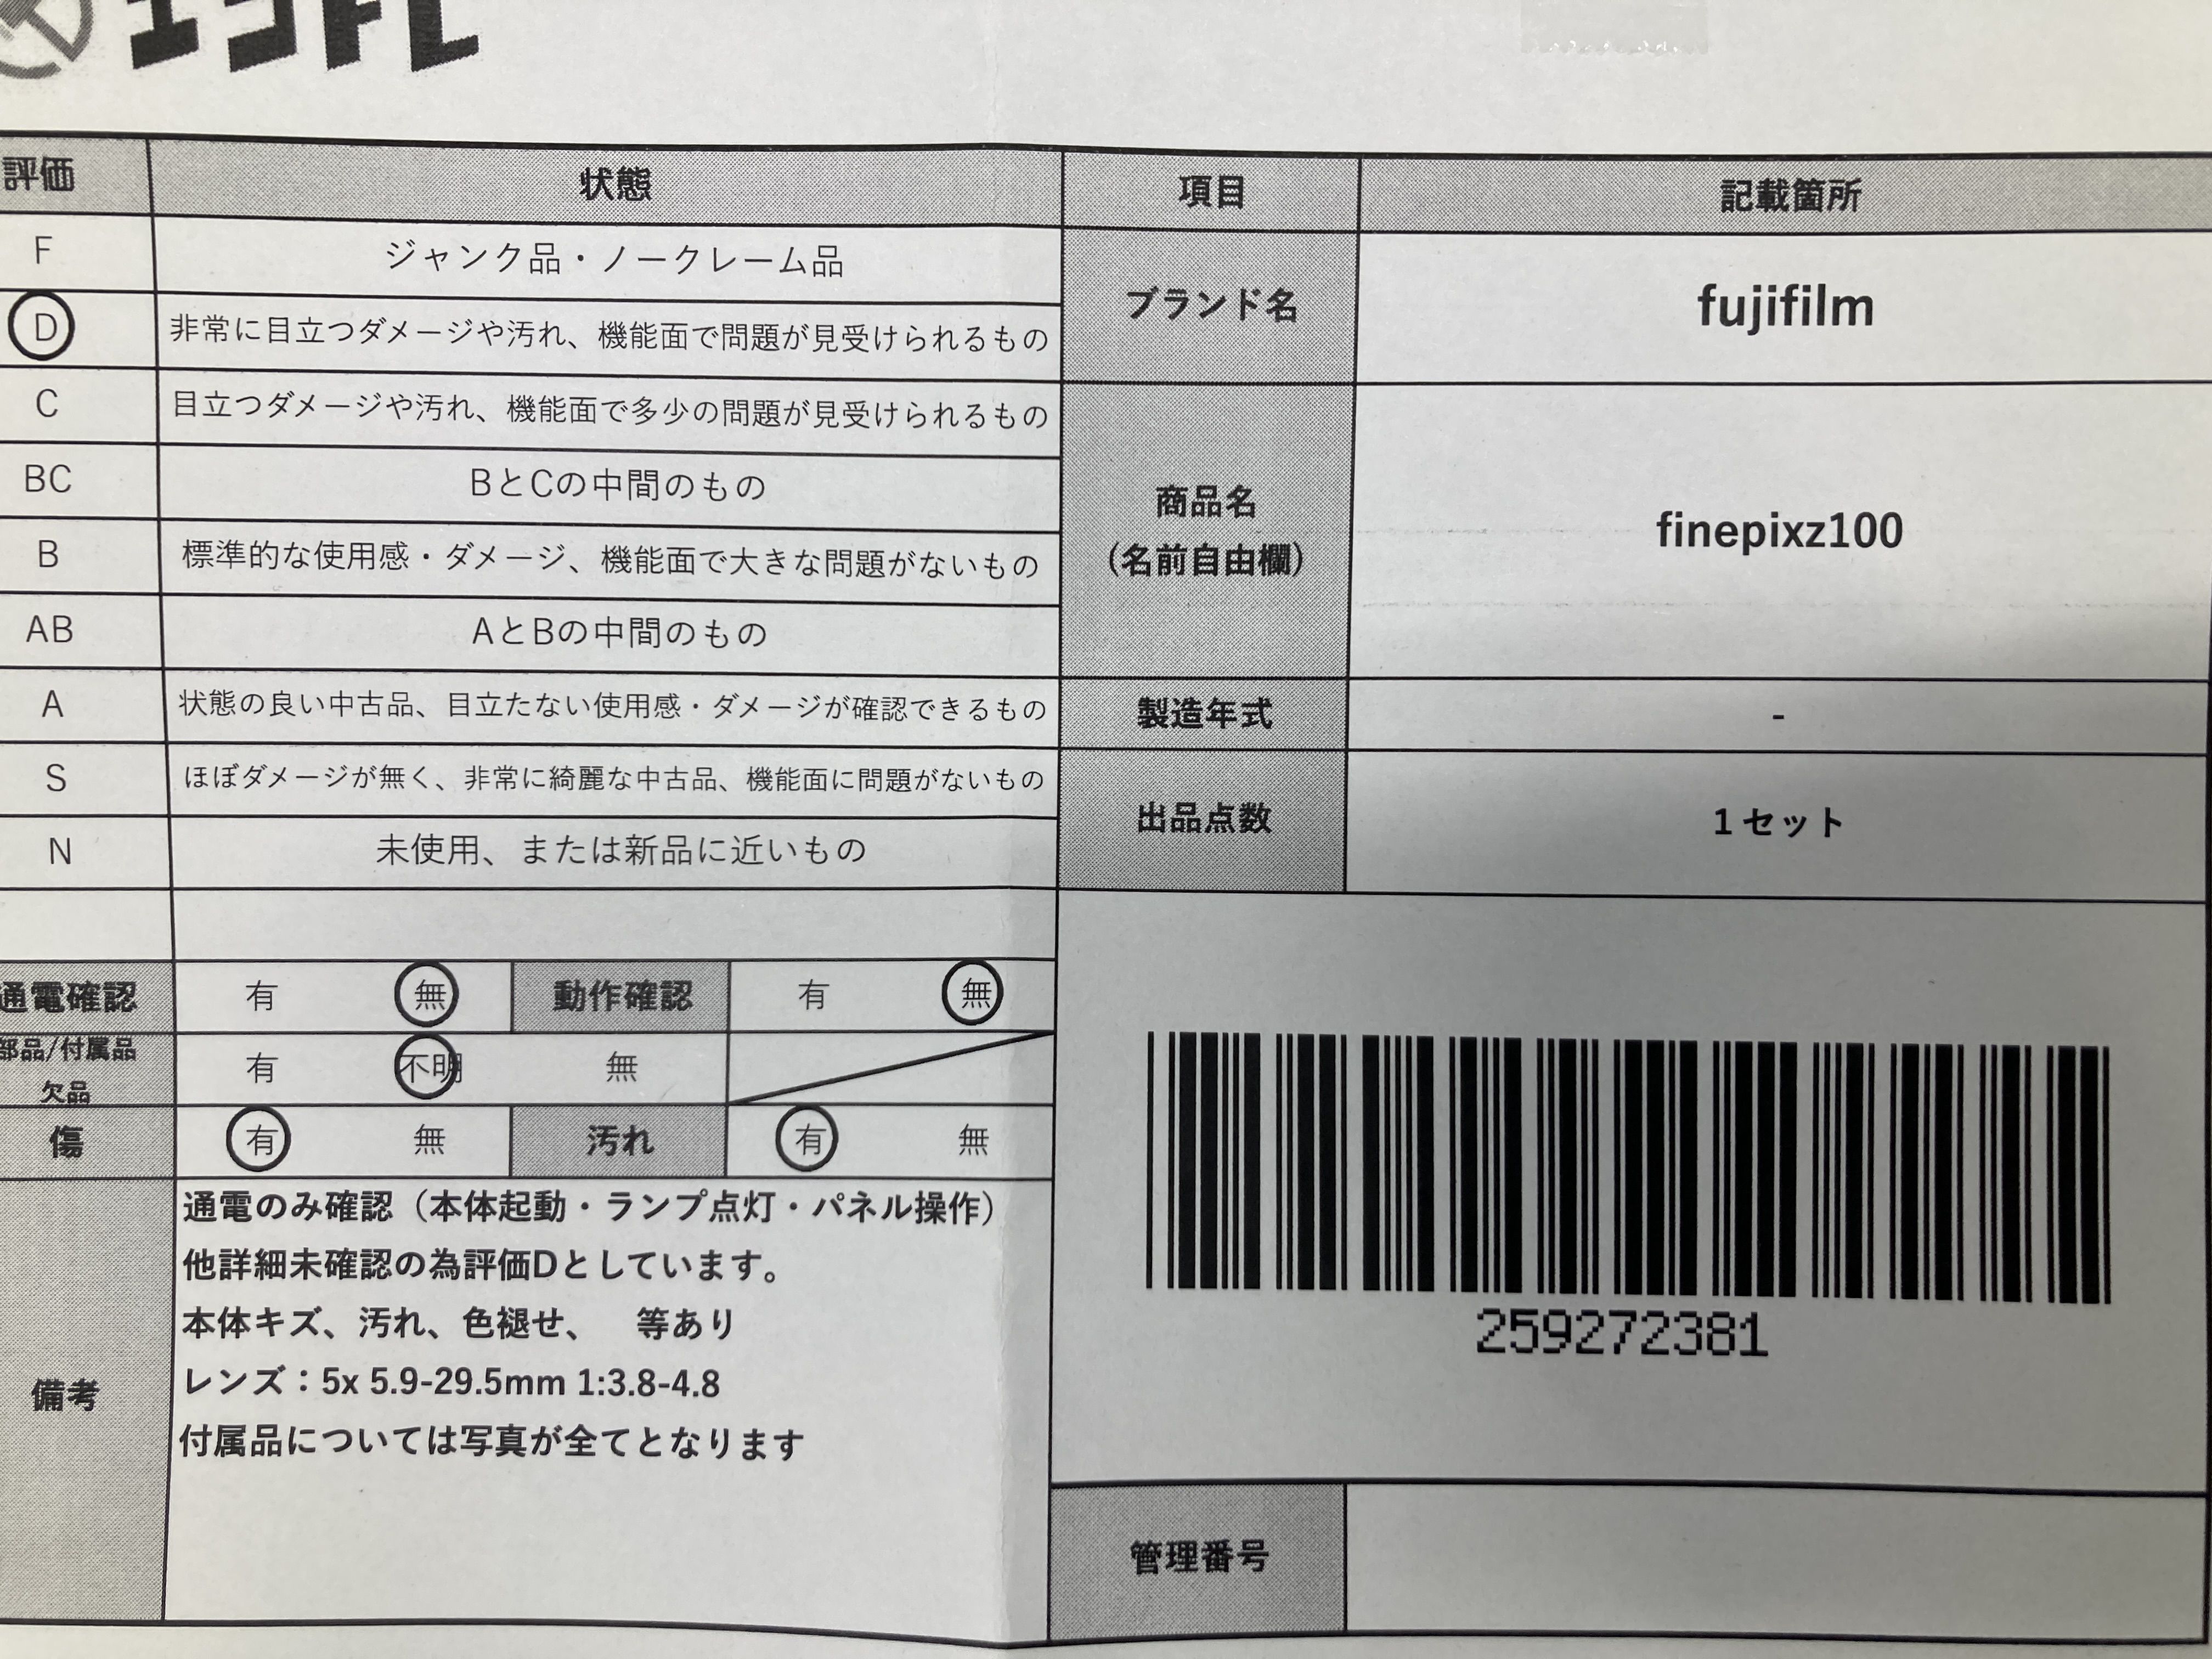 評価 状態
F ジャンク品・ノークレーム品
D 非常に目立つダメージや汚れ、機能面で問題が見受けられるもの
C 目立つダメージや汚れ、機能面で多少の問題が見受けられるもの
BC BとCの中間のもの
B 標準的な使用感・ダメージ、機能面で大きな問題がないもの
AB AとBの中間のもの
A 状態の良い中古品、目立たない使用感・ダメージが確認できるもの
S ほぼダメージが無く、非常に綺麗な中古品、機能面に問題がないもの
N 未使用、または新品に近いもの
通電確認 有 無 動作確認 有 無
部品/付属品
欠品 有 不明 無
傷 有 無 汚れ 有 無
備考
通電のみ確認（本体起動・ランプ点灯・パネル操作）
他詳細未確認の為評価Dとしています。
本体キズ、汚れ、色褪せ、　等あり
レンズ：5x 5.9-29.5mm 1:3.8-4.8
付属品については写真が全てとなります
項目 記載箇所
ブランド名 fujifilm
商品名
（名前自由欄） finepixz100
製造年式 -
出品点数 1セット
259272381
管理番号